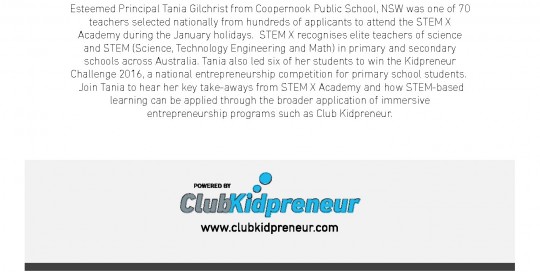 Esteemed Principal Tania Gilchrist from Coopernook Public School, NSW was one of 70
teachers selected nationally from hundreds of applicants to attend the STEM X
Academy during the January holidays.  STEM X recognises elite teachers of science
and STEM (Science, Technology Engineering and Math) in primary and secondary
schools across Australia. Tania also led six of her students to win the Kidpreneur
Challenge 2016, a national entrepreneurship competition for primary school students.
Join Tania to hear her key take-aways from STEM X Academy and how STEM-based
learning can be applied through the broader application of immersive
entrepreneurship programs such as Club Kidpreneur.
POWERED BY
ClubKidpreneur
www.clubkidpreneur.com